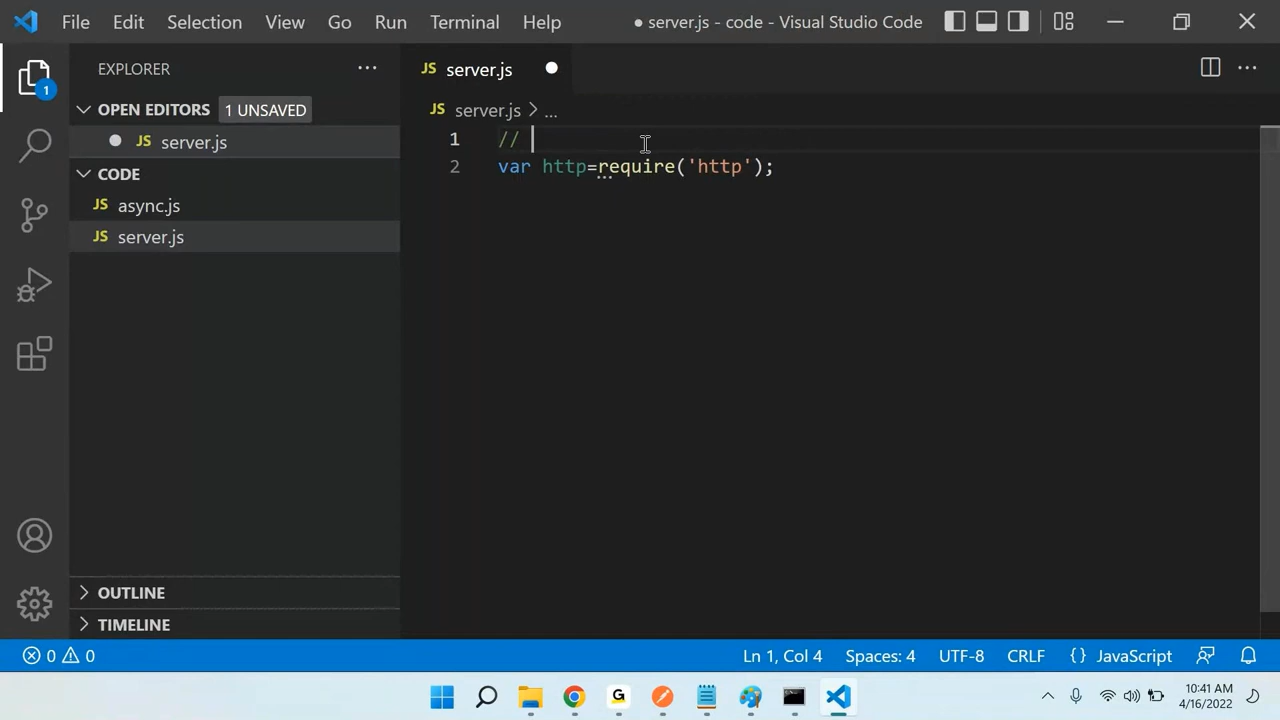 File Edit Selection View Go Run Terminal Help ● server.js - code - Visual Studio Code
EXPLORER ...
OPEN EDITORS 1 UNSAVED
JS server.js
CODE
JS async.js
JS server.js
OUTLINE
TIMELINE
1
JS server.js
JS server.js > ...
1 //
2 var http=require('http');
0 0
Ln 1, Col 4 Spaces: 4 UTF-8 CRLF {} JavaScript
G
10:41 AM
4/16/2022